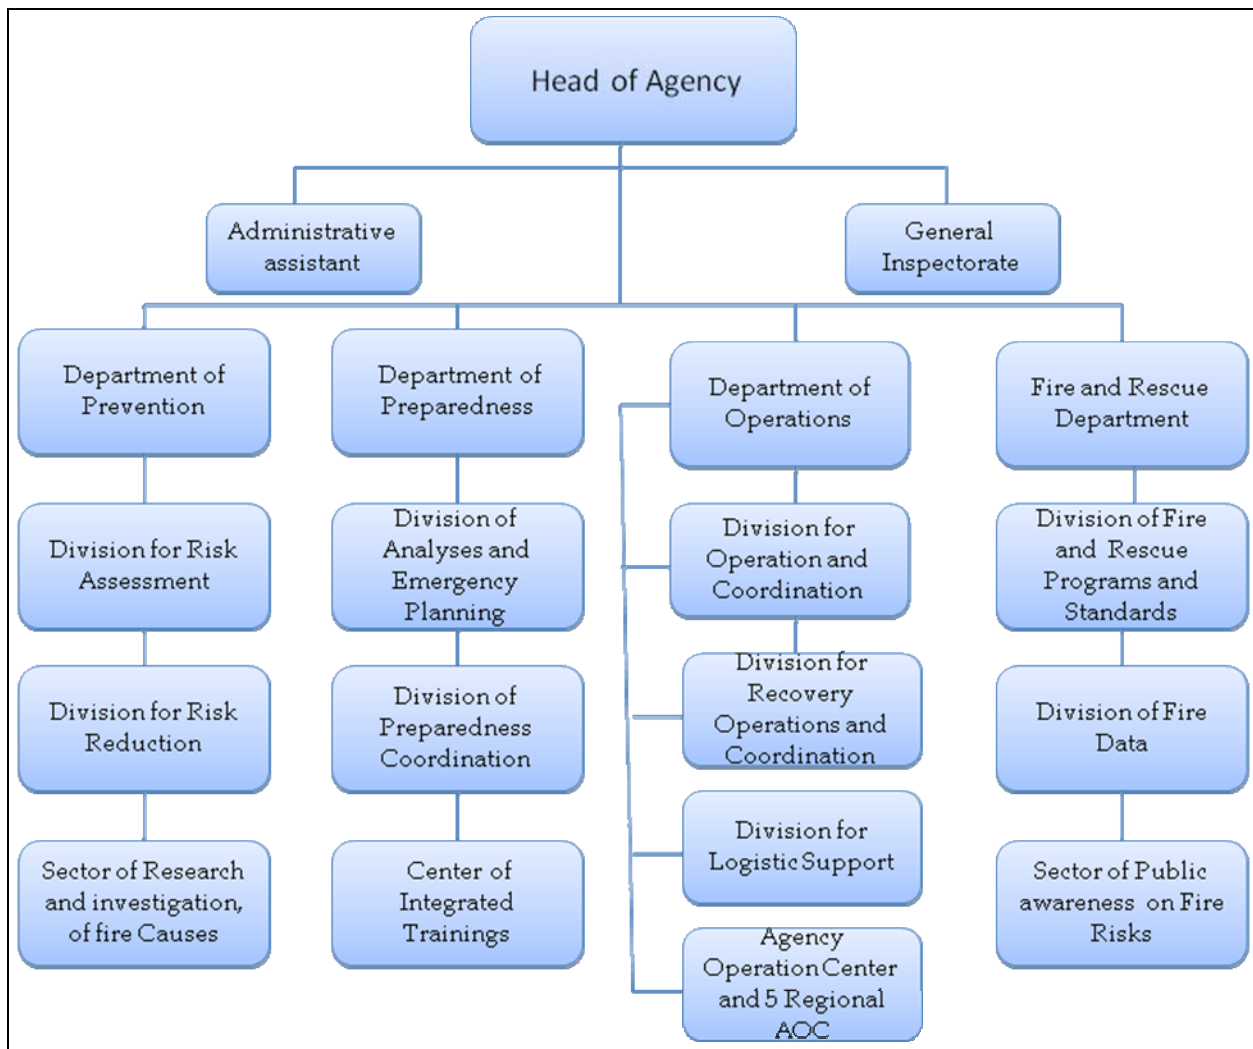 Head of Agency
Administrative
assistant
General
Inspectorate
Department of
Prevention
Department of
Preparedness
Department of
Operations
Fire and Rescue
Department
Division for Risk
Assessment
Division of
Analyses and
Emergency
Planning
Division for
Operation and
Coordination
Division of Fire
and Rescue
Programs and
Standards
Division for Risk
Reduction
Division of
Preparedness
Coordination
Division for
Recovery
Operations and
Coordination
Division of Fire
Data
Sector of Research
and investigation,
of fire Causes
Center of
Integrated
Trainings
Division for
Logistic Support
Sector of Public
awareness on Fire
Risks
Agency
Operation Center
and 5 Regional
AOC